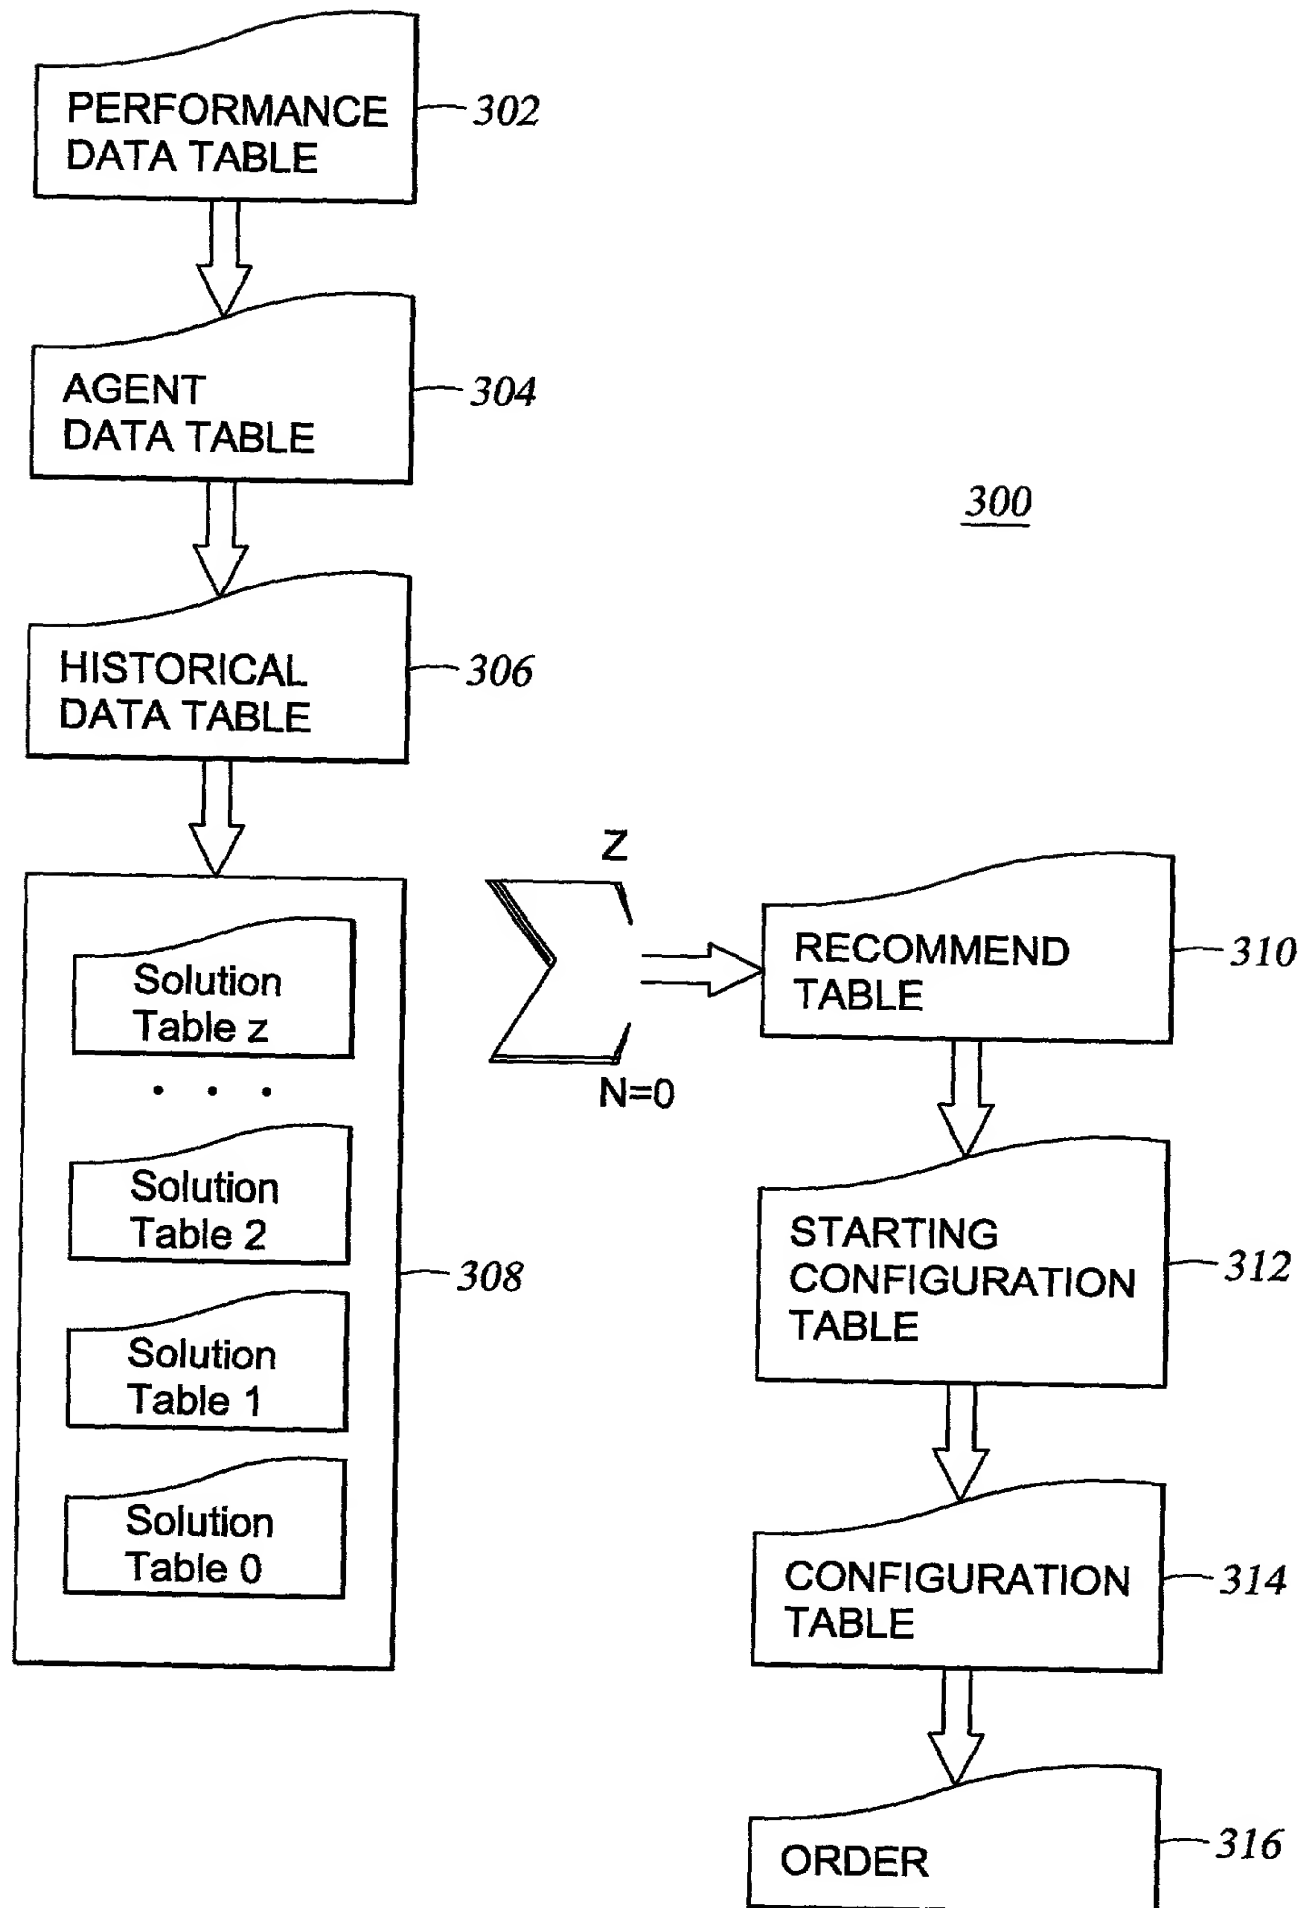 PERFORMANCE
DATA TABLE
302
AGENT
DATA TABLE
304
300
HISTORICAL
DATA TABLE
306
Solution
Table z
. . .
Solution
Table 2
Solution
Table 1
Solution
Table 0
308
Z
Σ
N=0
RECOMMEND
TABLE
310
STARTING
CONFIGURATION
TABLE
312
CONFIGURATION
TABLE
314
ORDER
316